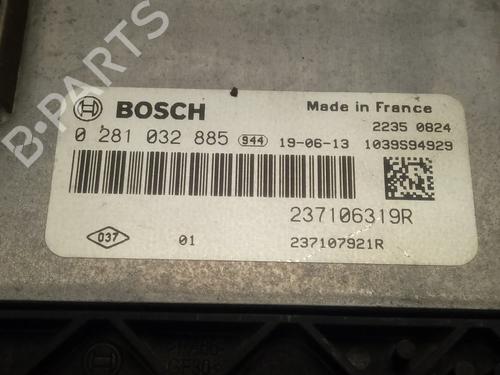 B-PARTS
BOSCH
Made in France
0 281 032 885 944 19-06-13
2235 0824
1039S94929
237106319R
037 01 237107921R